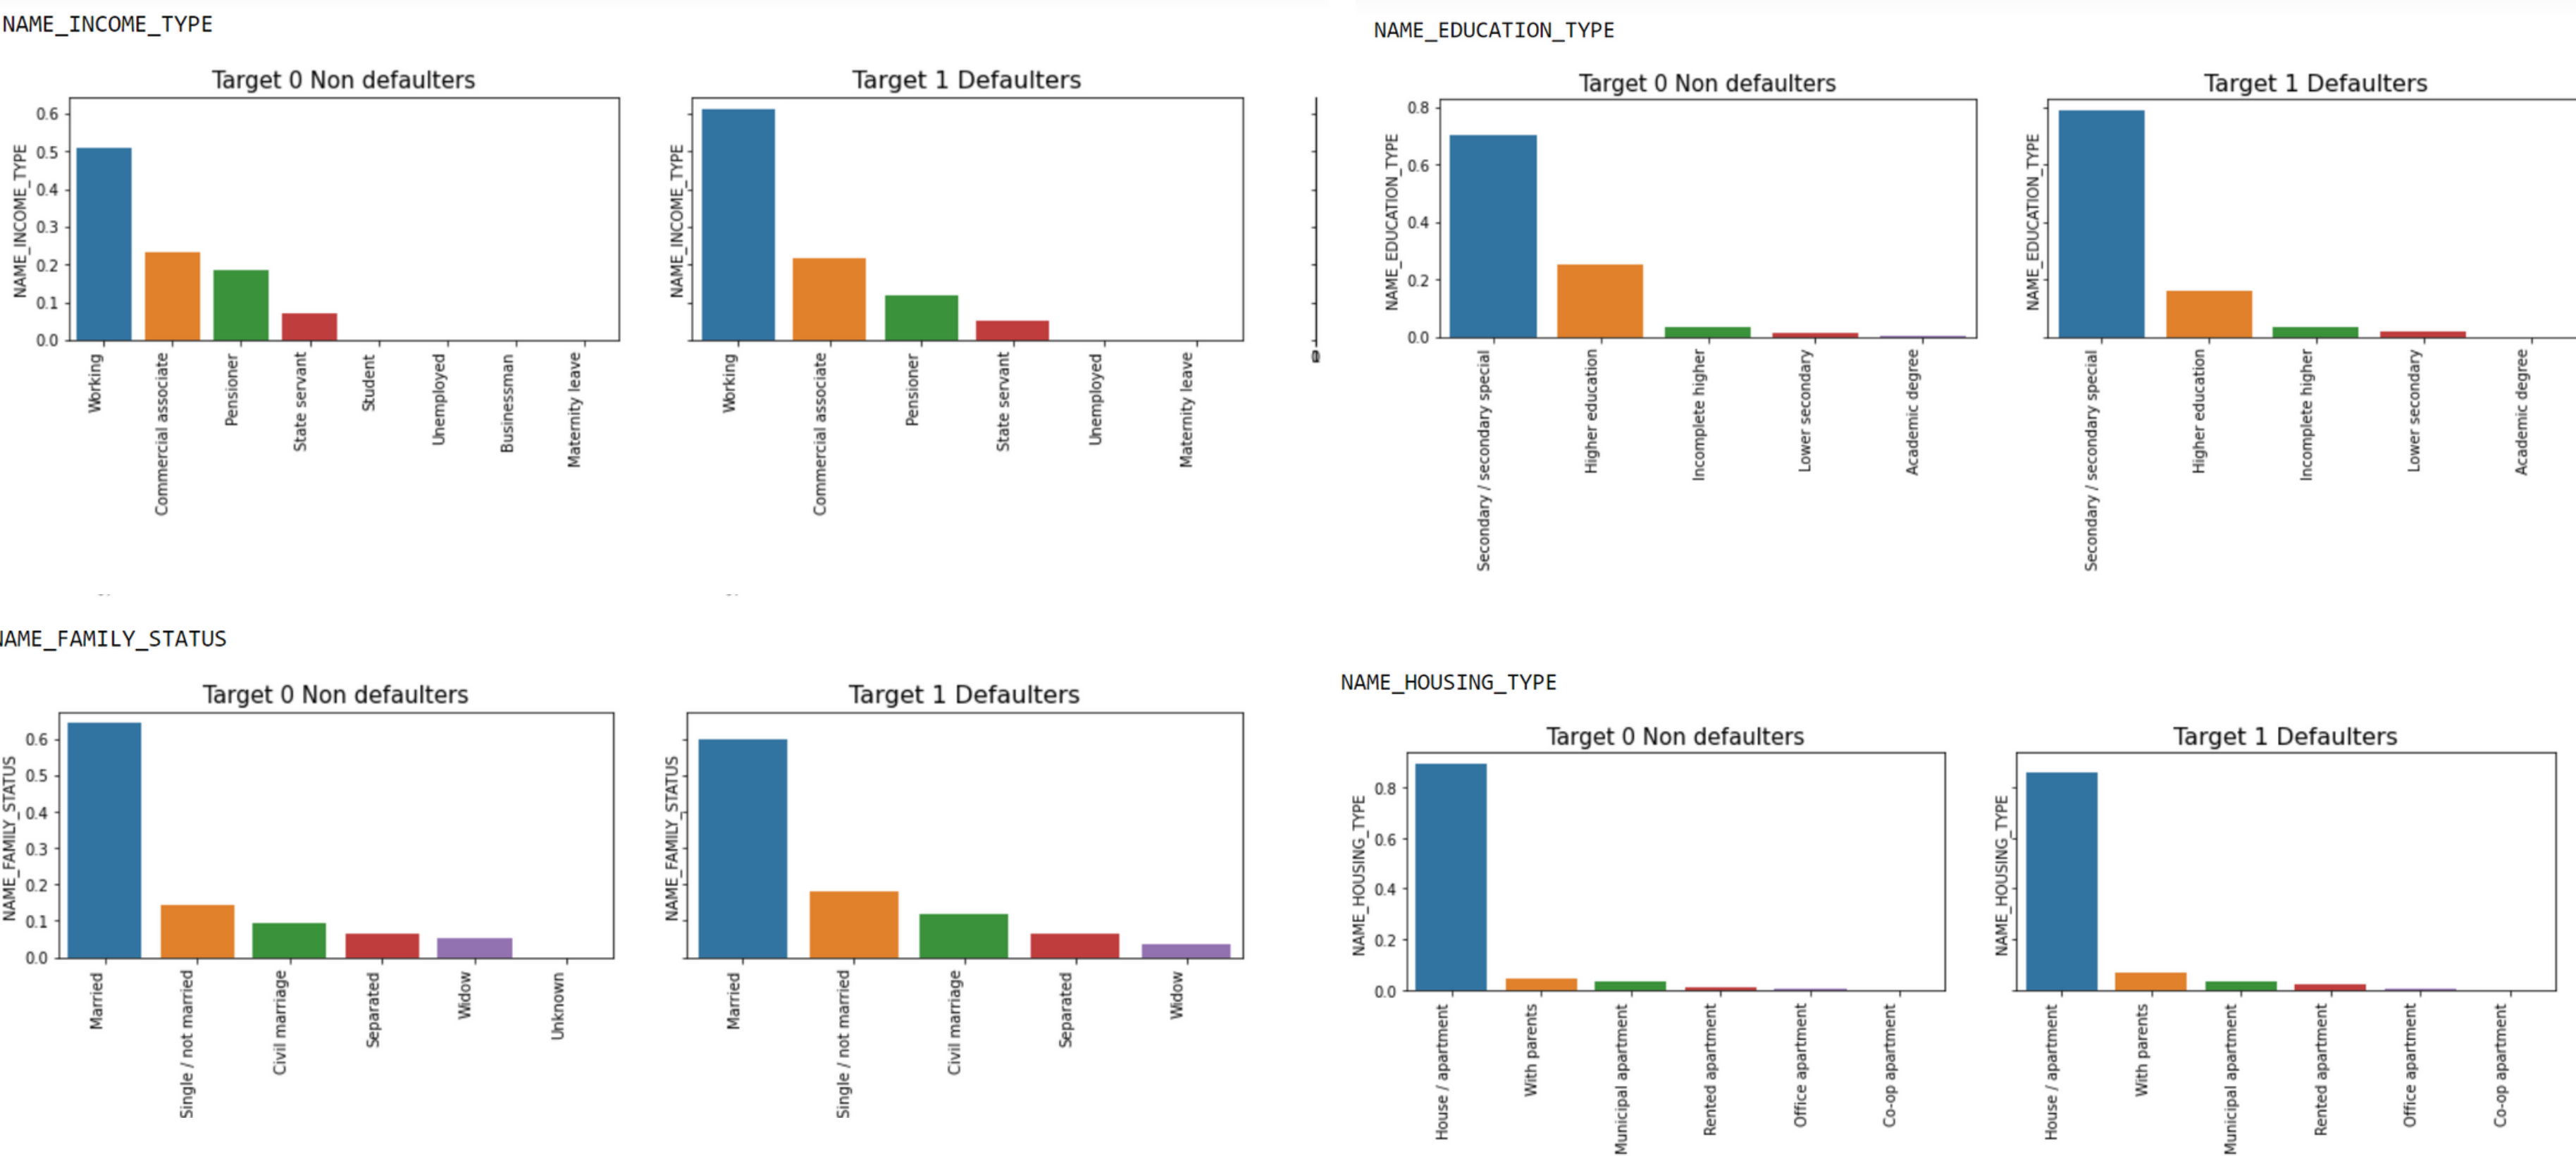 NAME_INCOME_TYPE
Target 0 Non defaulters
Target 1 Defaulters
NAME_INCOME_TYPE
0.6
0.5
0.4
0.3
0.2
0.1
0.0
Working
Commercial associate
Pensioner
State servant
Student
Unemployed
Businessman
Maternity leave
NAME_INCOME_TYPE
Working
Commercial associate
Pensioner
State servant
Unemployed
Maternity leave
NAME_EDUCATION_TYPE
Target 0 Non defaulters
Target 1 Defaulters
NAME_EDUCATION_TYPE
0.8
0.6
0.4
0.2
0.0
Secondary / secondary special
Higher education
Incomplete higher
Lower secondary
Academic degree
NAME_EDUCATION_TYPE
Secondary / secondary special
Higher education
Incomplete higher
Lower secondary
Academic degree
NAME_FAMILY_STATUS
Target 0 Non defaulters
Target 1 Defaulters
NAME_FAMILY_STATUS
0.6
0.5
0.4
0.3
0.2
0.1
0.0
Married
Single / not married
Civil marriage
Separated
Widow
Unknown
NAME_FAMILY_STATUS
Married
Single / not married
Civil marriage
Separated
Widow
NAME_HOUSING_TYPE
Target 0 Non defaulters
Target 1 Defaulters
NAME_HOUSING_TYPE
0.8
0.6
0.4
0.2
0.0
House / apartment
With parents
Municipal apartment
Rented apartment
Office apartment
Co-op apartment
NAME_HOUSING_TYPE
House / apartment
With parents
Municipal apartment
Rented apartment
Office apartment
Co-op apartment